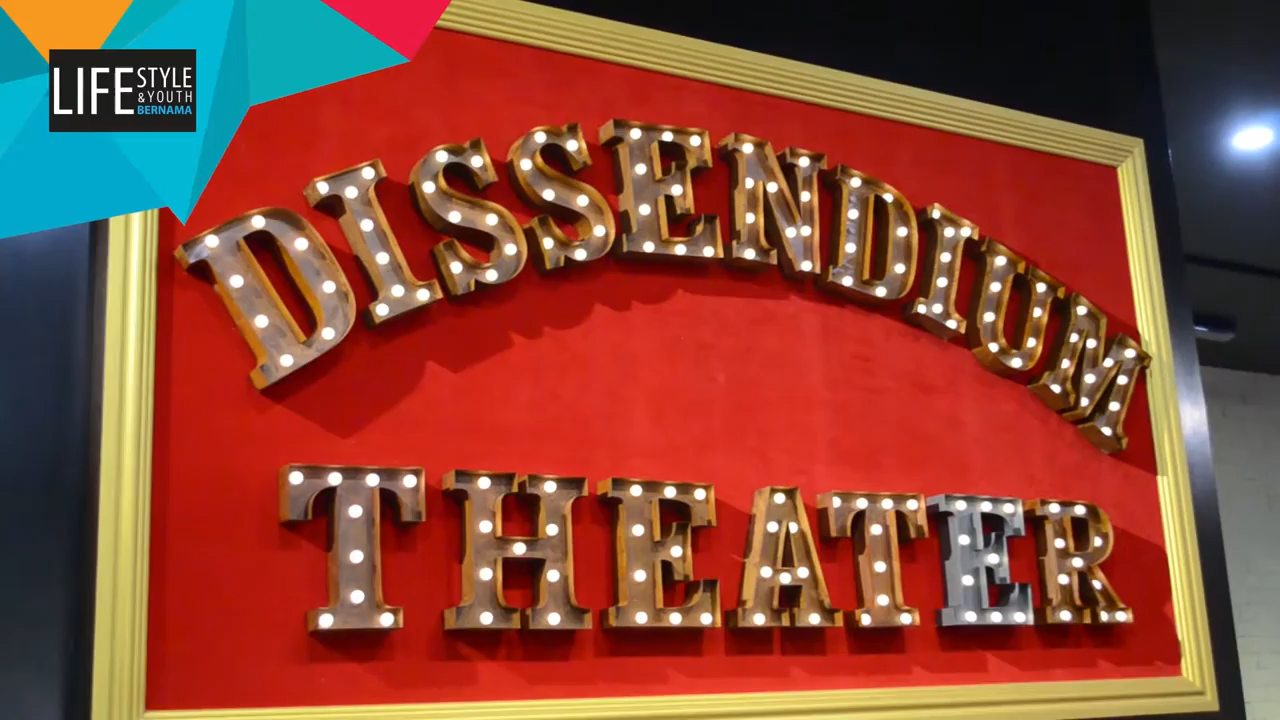 LIFE STYLE
& YOUTH
BERNAMA
DISSENDIUM
THEATER